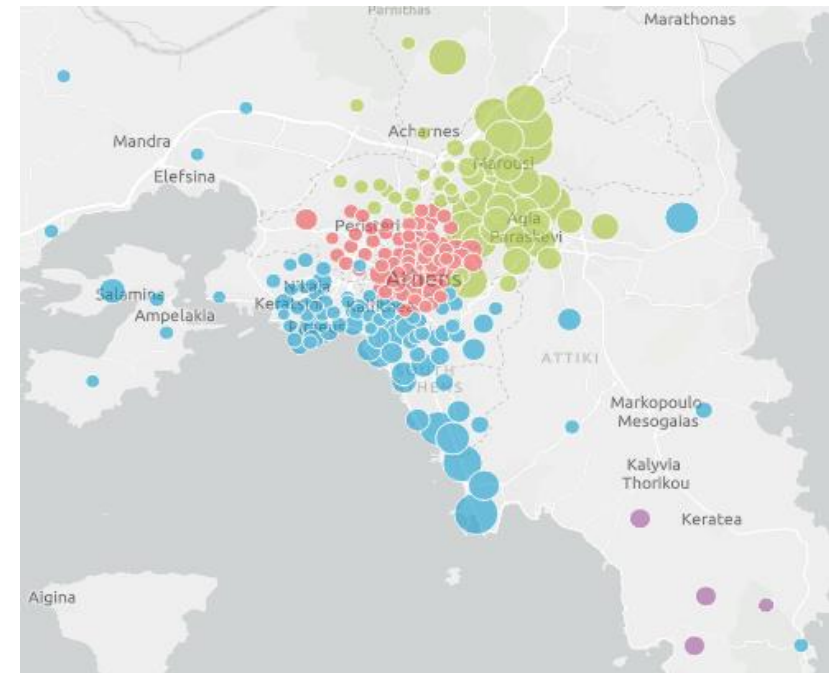 Parnithas
Marathonas
Acharnes
Mandra
Marousi
Elefsina
Peristeri
Agia
Paraskevi
Athens
Salamina
Nikaia
Keratsini
Ampelakia
Piraeus
ATTIKI
SOUTH
ATHENS
Markopoulo
Mesogaias
Kalyvia
Thorikou
Keratea
Aigina